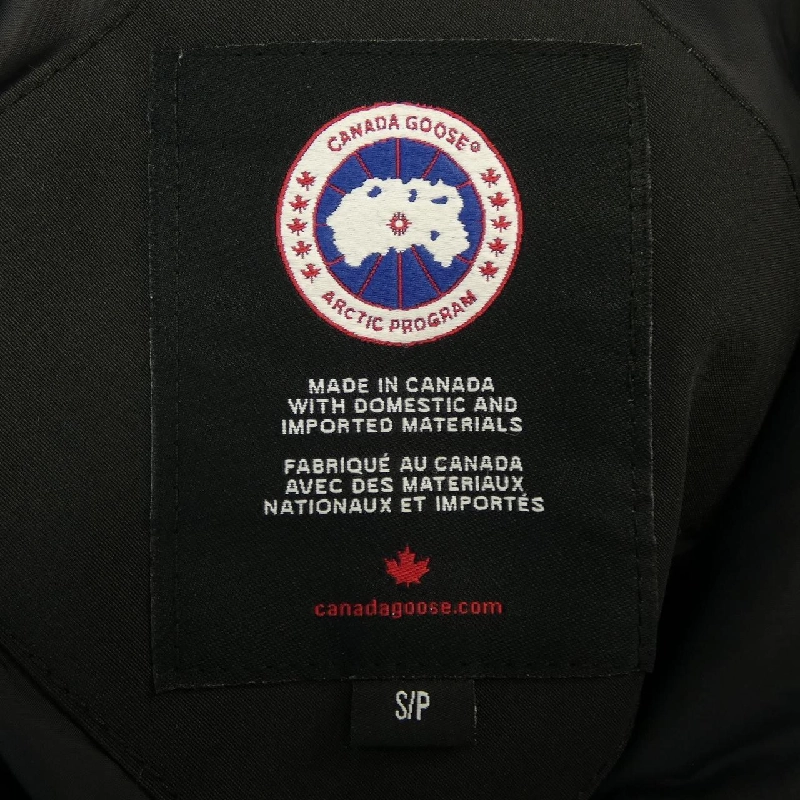 CANADA GOOSE®
ARCTIC PROGRAM
MADE IN CANADA
WITH DOMESTIC AND
IMPORTED MATERIALS
FABRIQUÉ AU CANADA
AVEC DES MATERIAUX
NATIONAUX ET IMPORTÉS
canadagoose.com
S/P